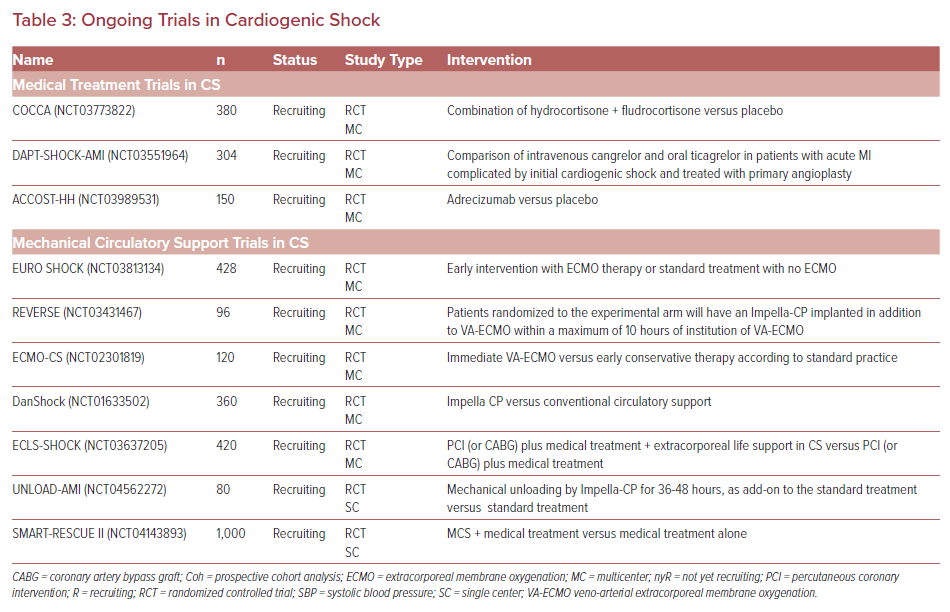 Table 3: Ongoing Trials in Cardiogenic Shock
Name n Status Study Type Intervention
Medical Treatment Trials in CS
COCCA (NCT03773822) 380 Recruiting RCT Combination of hydrocortisone + fludrocortisone versus placebo
MC
DAPT-SHOCK-AMI (NCT03551964) 304 Recruiting RCT Comparison of intravenous cangrelor and oral ticagrelor in patients with acute MI
MC complicated by initial cardiogenic shock and treated with primary angioplasty
ACCOST-HH (NCT03989531) 150 Recruiting RCT Adrecizumab versus placebo
MC
Mechanical Circulatory Support Trials in CS
EURO SHOCK (NCT03813134) 428 Recruiting RCT Early intervention with ECMO therapy or standard treatment with no ECMO
MC
REVERSE (NCT03431467) 96 Recruiting RCT Patients randomized to the experimental arm will have an Impella-CP implanted in addition
MC to VA-ECMO within a maximum of 10 hours of institution of VA-ECMO
ECMO-CS (NCT02301819) 120 Recruiting RCT Immediate VA-ECMO versus early conservative therapy according to standard practice
MC
DanShock (NCT01633502) 360 Recruiting RCT Impella CP versus conventional circulatory support
MC
ECLS-SHOCK (NCT03637205) 420 Recruiting RCT PCI (or CABG) plus medical treatment + extracorporeal life support in CS versus PCI (or
MC CABG) plus medical treatment
UNLOAD-AMI (NCT04562272) 80 Recruiting RCT Mechanical unloading by Impella-CP for 36-48 hours, as add-on to the standard treatment
SC versus standard treatment
SMART-RESCUE II (NCT04143893) 1,000 Recruiting RCT MCS + medical treatment versus medical treatment alone
SC
CABG = coronary artery bypass graft; Coh = prospective cohort analysis; ECMO = extracorporeal membrane oxygenation; MC = multicenter; nyR = not yet recruiting; PCI = percutaneous coronary
intervention; R = recruiting; RCT = randomized controlled trial; SBP = systolic blood pressure; SC = single center; VA-ECMO veno-arterial extracorporeal membrane oxygenation.